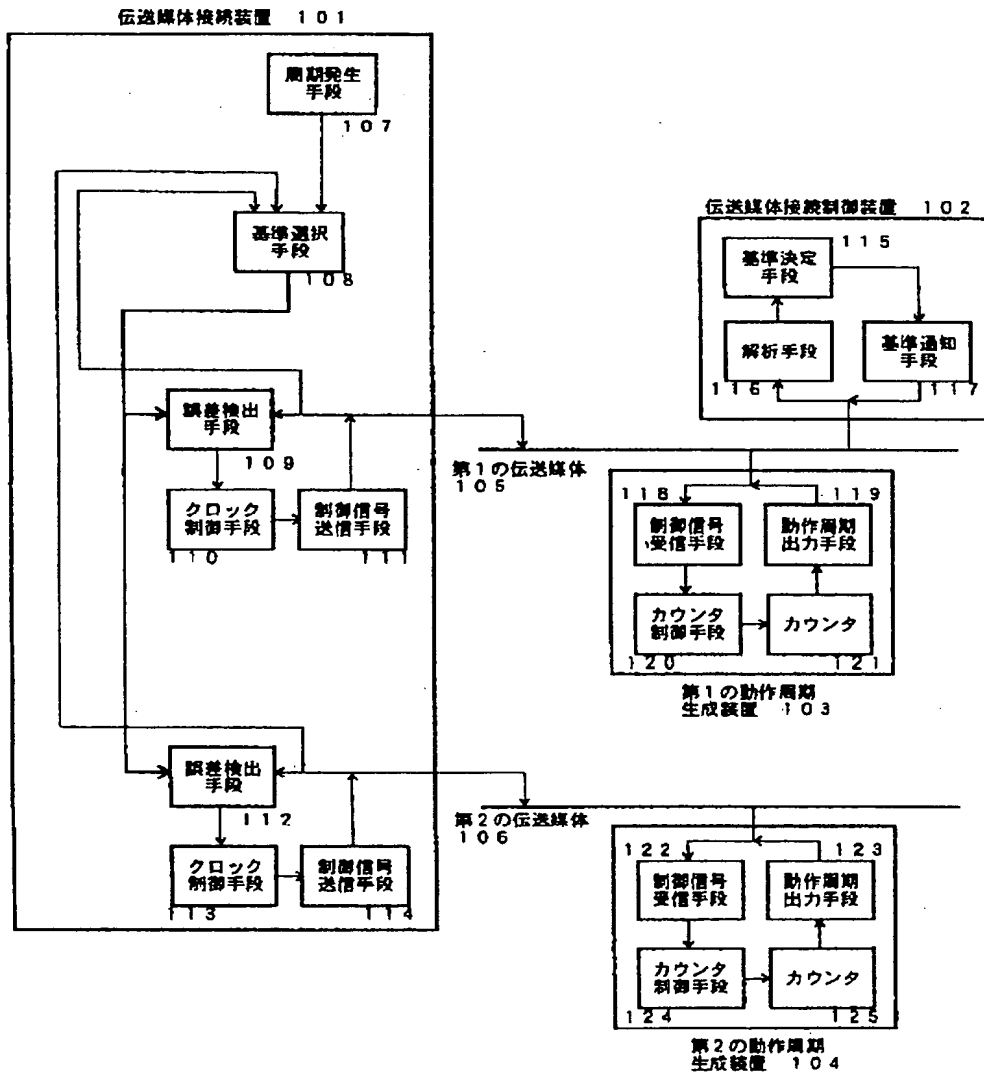 伝送媒体接続装置 101
周期発生
手段
107
基準選択
手段
108
伝送媒体接続制御装置 102
115
基準決定
手段
解析手段
基準通知
手段
116
117
誤差検出
手段
109
第1の伝送媒体
105
クロック
制御手段
制御信号
送信手段
110
111
118
119
制御信号
受信手段
動作周期
出力手段
カウンタ
制御手段
カウンタ
120
121
第1の動作周期
生成装置 103
誤差検出
手段
112
第2の伝送媒体
106
クロック
制御手段
制御信号
送信手段
113
114
122
123
制御信号
受信手段
動作周期
出力手段
カウンタ
制御手段
カウンタ
124
125
第2の動作周期
生成装置 104